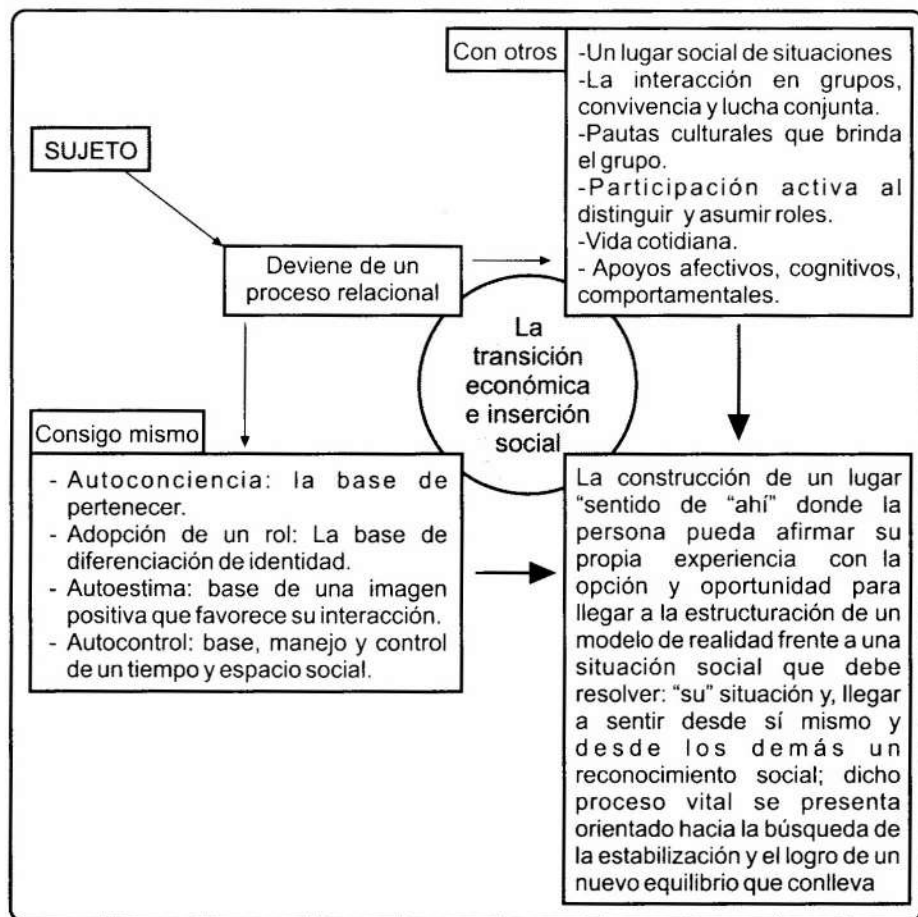 Con otros
-Un lugar social de situaciones
-La interacción en grupos,
convivencia y lucha conjunta.
-Pautas culturales que brinda
el grupo.
-Participación activa al
distinguir y asumir roles.
-Vida cotidiana.
- Apoyos afectivos, cognitivos,
comportamentales.
SUJETO
Deviene de un
proceso relacional
La
transición
económica
e inserción
social
Consigo mismo
- Autoconciencia: la base de
pertenecer.
- Adopción de un rol: La base de
diferenciación de identidad.
- Autoestima: base de una imagen
positiva que favorece su interacción.
- Autocontrol: base, manejo y control
de un tiempo y espacio social.
La construcción de un lugar
“sentido de “ahí” donde la
persona pueda afirmar su
propia experiencia con la
opción y oportunidad para
llegar a la estructuración de un
modelo de realidad frente a una
situación social que debe
resolver: “su” situación y, llegar
a sentir desde sí mismo y
desde los demás un
reconocimiento social; dicho
proceso vital se presenta
orientado hacia la búsqueda de
la estabilización y el logro de un
nuevo equilibrio que conlleva